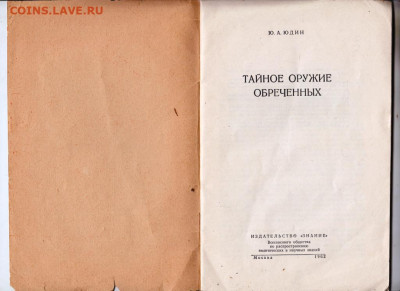 COINS.LAVE.RU
Ю. А. ЮДИН
ТАЙНОЕ ОРУЖИЕ
ОБРЕЧЕННЫХ
ИЗДАТЕЛЬСТВО «ЗНАНИЕ»
Всесоюзного общества
по распространению
политических и научных знаний
Москва 1962